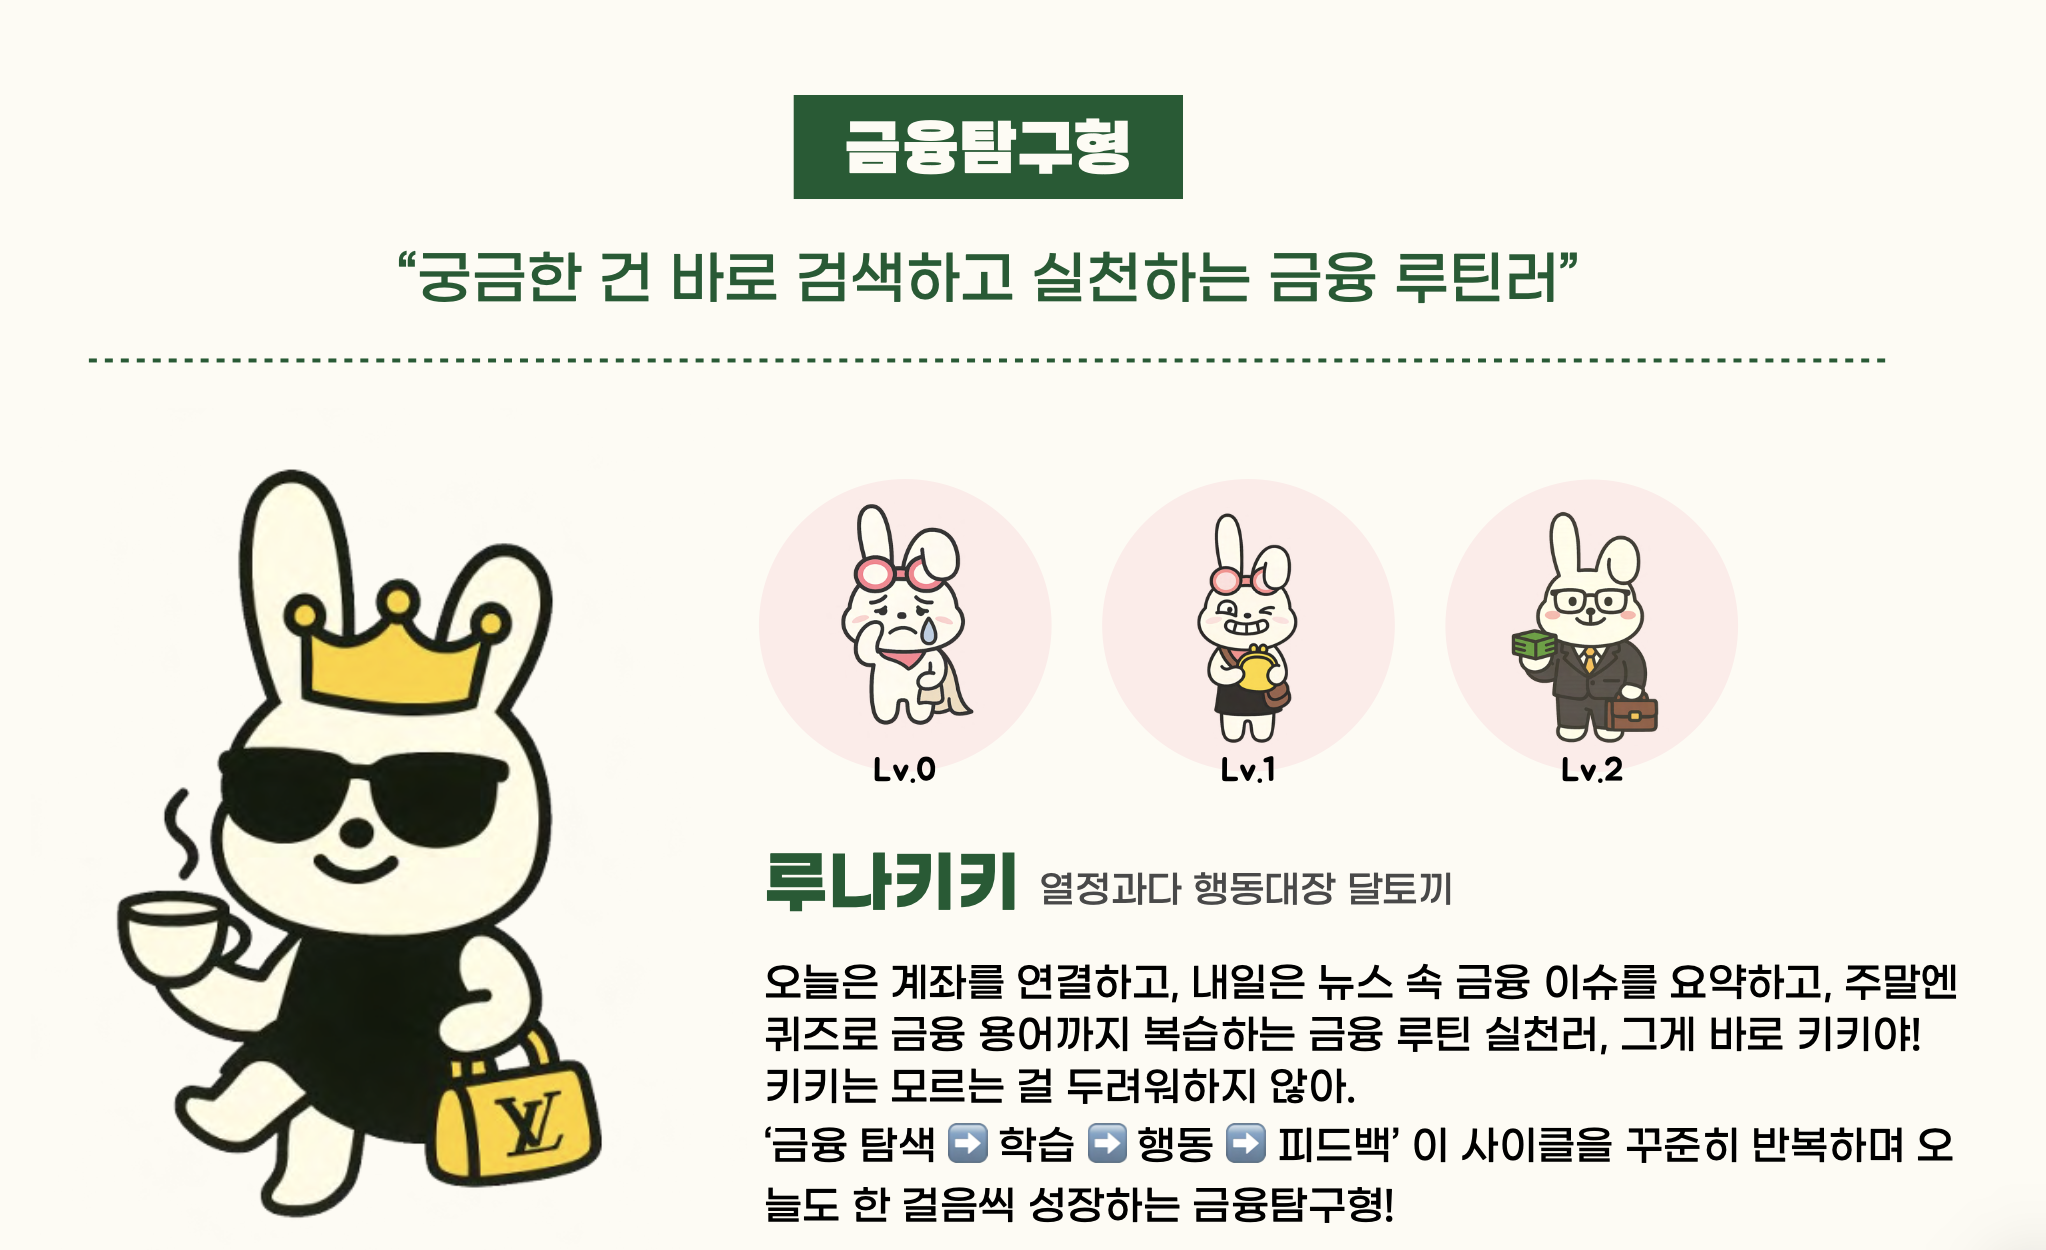 금융탐구형
“궁금한 건 바로 검색하고 실천하는 금융 루틴러”
Lv.0
Lv.1
Lv.2
루나키키 열정과다 행동대장 달토끼
오늘은 계좌를 연결하고, 내일은 뉴스 속 금융 이슈를 요약하고, 주말엔
퀴즈로 금융 용어까지 복습하는 금융 루틴 실천러, 그게 바로 키키야!
키키는 모르는 걸 두려워하지 않아.
‘금융 탐색 ➡️ 학습 ➡️ 행동 ➡️ 피드백’ 이 사이클을 꾸준히 반복하며 오
늘도 한 걸음씩 성장하는 금융탐구형!
LV